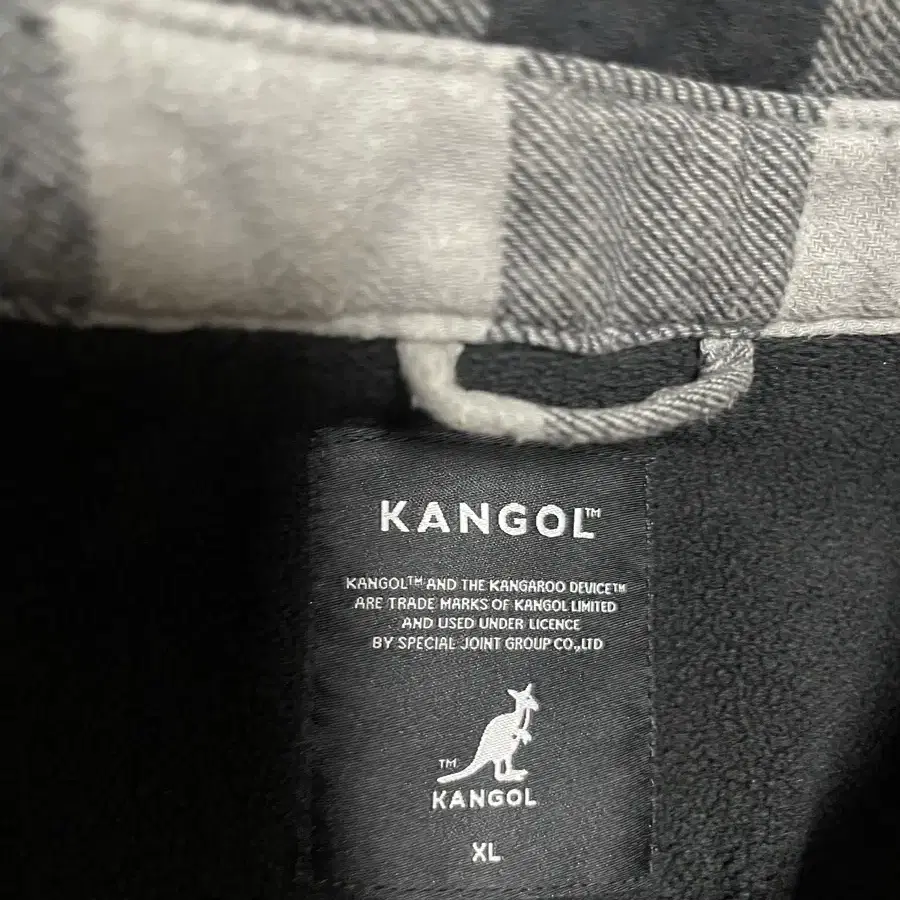 KANGOL™
KANGOL™ AND THE KANGAROO DEVICE™
ARE TRADE MARKS OF KANGOL LIMITED
AND USED UNDER LICENCE
BY SPECIAL JOINT GROUP CO.,LTD
TM
KANGOL
XL